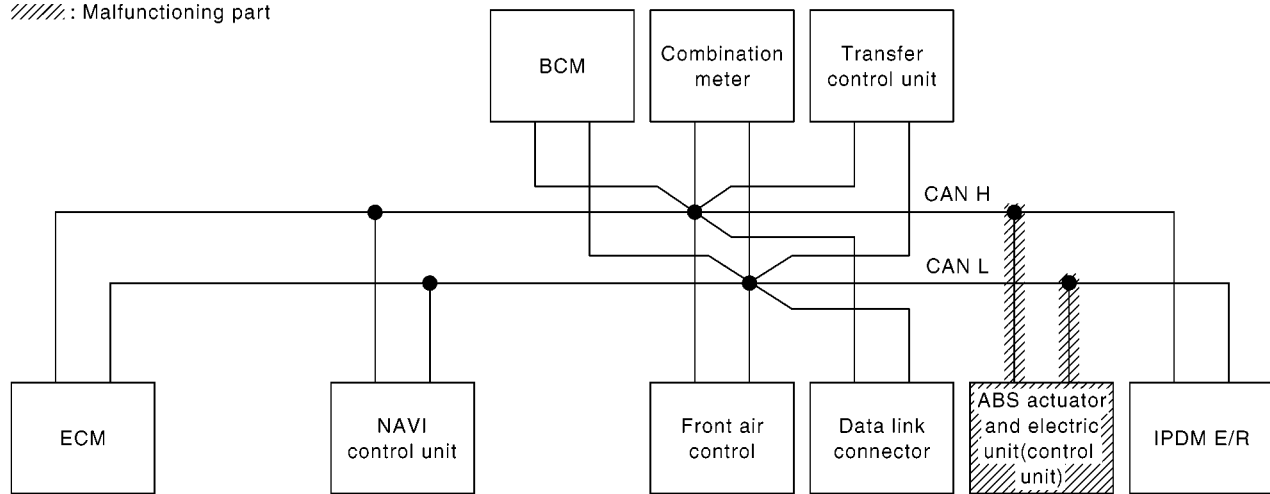 : Malfunctioning part
BCM
Combination
meter
Transfer
control unit
CAN H
CAN L
ECM
NAVI
control unit
Front air
control
Data link
connector
ABS actuator
and electric
unit(control
unit)
IPDM E/R